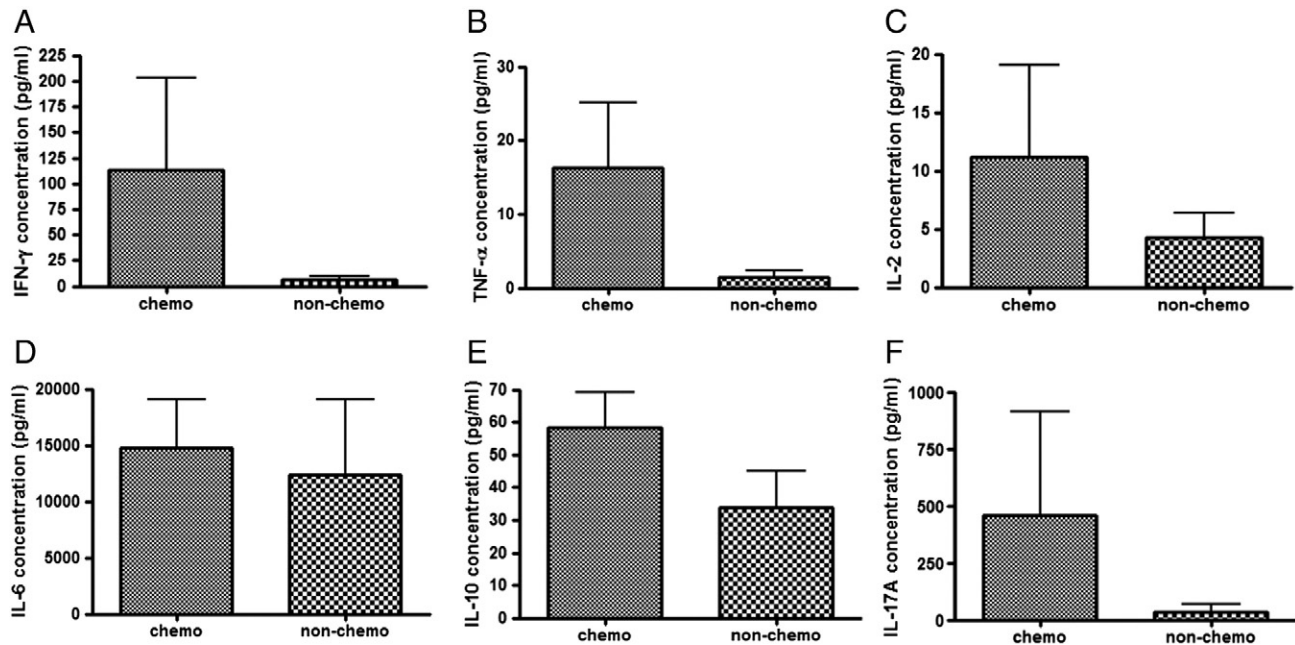 A
IFN-γ concentration (pg/ml)
225
200
175
150
125
100
75
50
25
0
chemo non-chemo
B
TNF-α concentration (pg/ml)
30
20
10
0
chemo non-chemo
C
IL-2 concentration (pg/ml)
20
15
10
5
0
chemo non-chemo
D
IL-6 concentration (pg/ml)
20000
15000
10000
5000
0
chemo non-chemo
E
IL-10 concentration (pg/ml)
70
60
50
40
30
20
10
0
chemo non-chemo
F
IL-17A concentration (pg/ml)
1000
750
500
250
0
chemo non-chemo